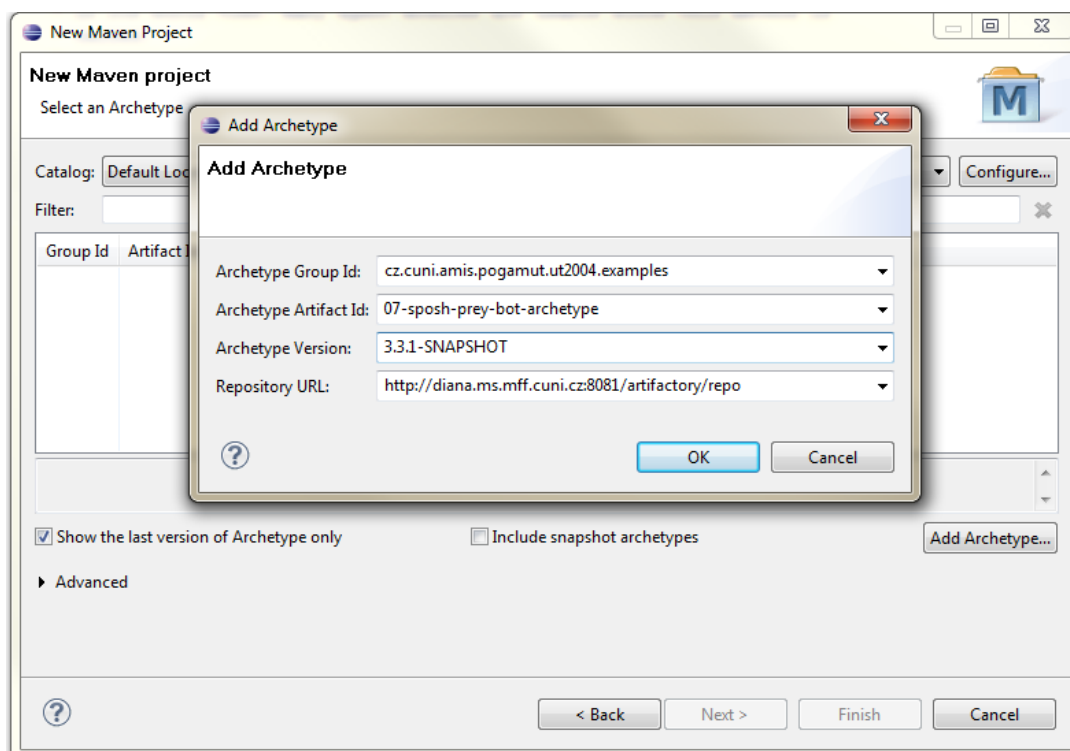 New Maven Project
New Maven project
Select an Archetype
M
Add Archetype
Add Archetype
Catalog: Default Loc
Configure...
Filter:
Group Id Artifact I
Archetype Group Id: cz.cuni.amis.pogamut.ut2004.examples
Archetype Artifact Id: 07-sposh-prey-bot-archetype
Archetype Version: 3.3.1-SNAPSHOT
Repository URL: http://diana.ms.mff.cuni.cz:8081/artifactory/repo
? OK Cancel
Show the last version of Archetype only Include snapshot archetypes Add Archetype...
Advanced
? < Back Next > Finish Cancel